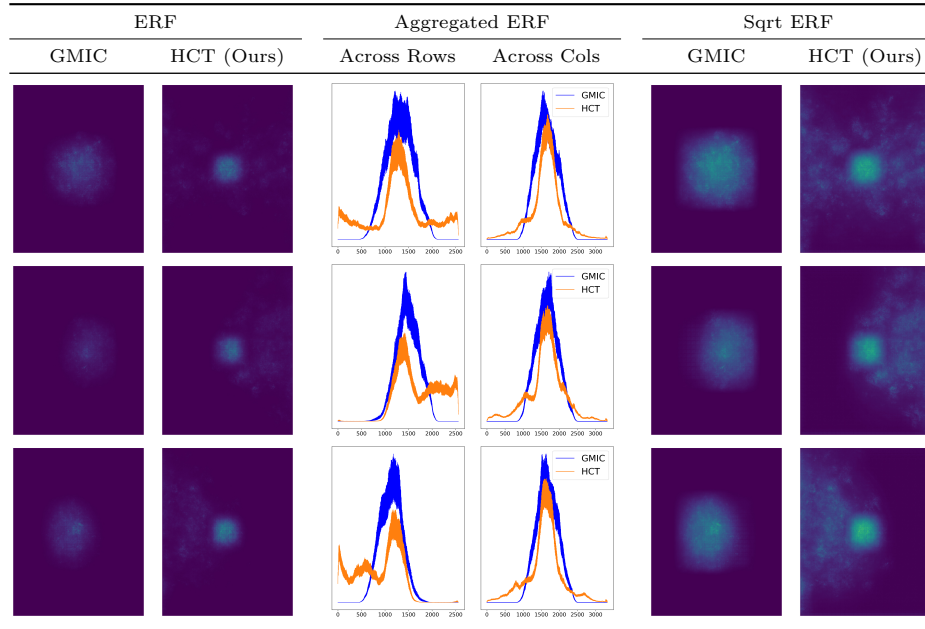 ERF Aggregated ERF Sqrt ERF
GMIC HCT (Ours) Across Rows Across Cols GMIC HCT (Ours)
GMIC
HCT
0 500 1000 1500 2000 2500 0 500 1000 1500 2000 2500 3000
GMIC
HCT
0 500 1000 1500 2000 2500 0 500 1000 1500 2000 2500 3000
GMIC
HCT
0 500 1000 1500 2000 2500 0 500 1000 1500 2000 2500 3000